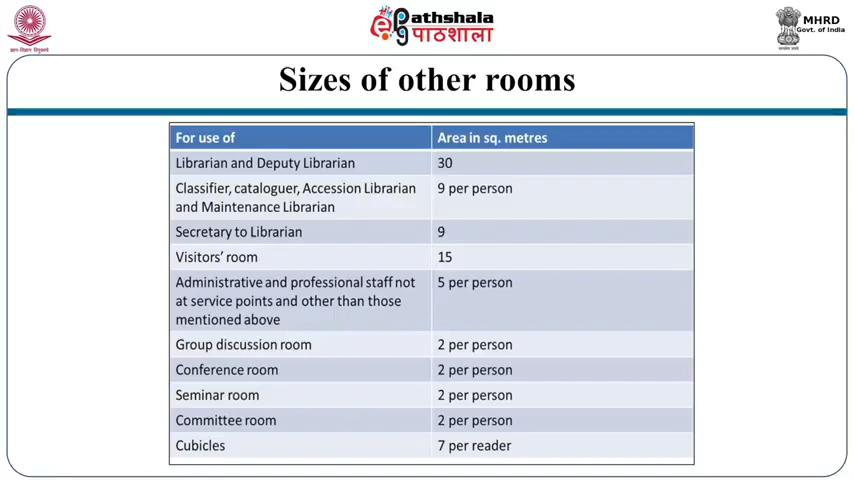 ePathshala
पाठशाला
MHRD
Govt. of India
Sizes of other rooms
For use of Area in sq. metres
Librarian and Deputy Librarian 30
Classifier, cataloguer, Accession Librarian 9 per person
and Maintenance Librarian
Secretary to Librarian 9
Visitors' room 15
Administrative and professional staff not 5 per person
at service points and other than those
mentioned above
Group discussion room 2 per person
Conference room 2 per person
Seminar room 2 per person
Committee room 2 per person
Cubicles 7 per reader